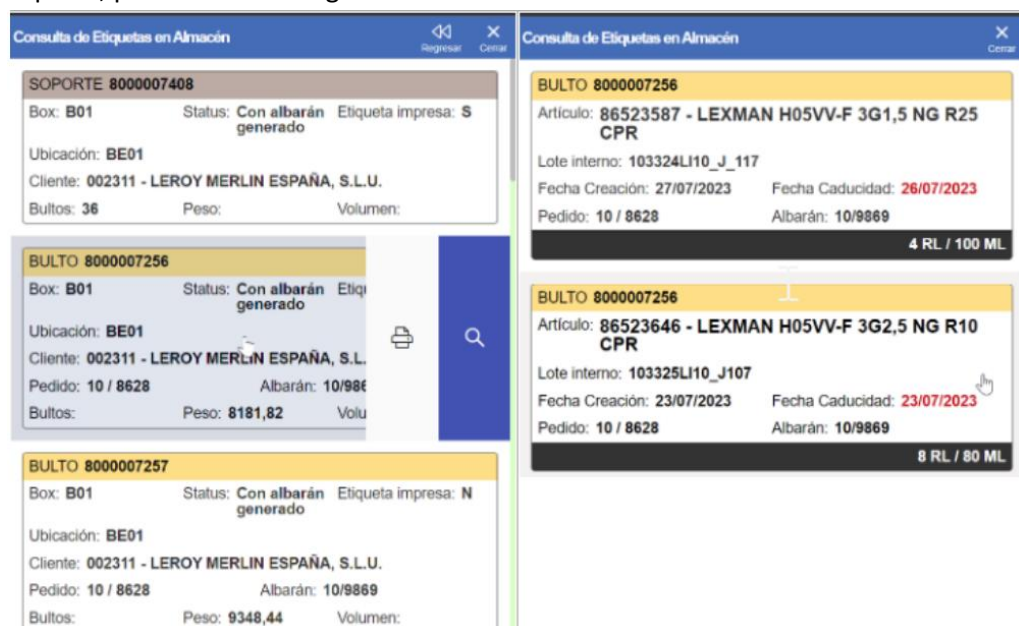 Consulta de Etiquetas en Almacén
Regresar
Cerrar
SOPORTE 8000007408
Box: B01 Status: Con albarán generado Etiqueta impresa: S
Ubicación: BE01
Cliente: 002311 - LEROY MERLIN ESPAÑA, S.L.U.
Bultos: 36 Peso: Volumen:
BULTO 8000007256
Box: B01 Status: Con albarán generado
Ubicación: BE01
Cliente: 002311 - LEROY MERLIN ESPAÑA, S.L.
Pedido: 10 / 8628 Albarán: 10/986
Bultos: Peso: 8181,82 Volu
BULTO 8000007257
Box: B01 Status: Con albarán generado Etiqueta impresa: N
Ubicación: BE01
Cliente: 002311 - LEROY MERLIN ESPAÑA, S.L.U.
Pedido: 10 / 8628 Albarán: 10/9869
Bultos: Peso: 9348,44 Volumen:
Consulta de Etiquetas en Almacén
Cerrar
BULTO 8000007256
Artículo: 86523587 - LEXMAN H05VV-F 3G1,5 NG R25
CPR
Lote interno: 103324LI10_J_117
Fecha Creación: 27/07/2023 Fecha Caducidad: 26/07/2023
Pedido: 10 / 8628 Albarán: 10/9869
4 RL / 100 ML
BULTO 8000007256
Artículo: 86523646 - LEXMAN H05VV-F 3G2,5 NG R10
CPR
Lote interno: 103325LI10_J107
Fecha Creación: 23/07/2023 Fecha Caducidad: 23/07/2023
Pedido: 10 / 8628 Albarán: 10/9869
8 RL / 80 ML